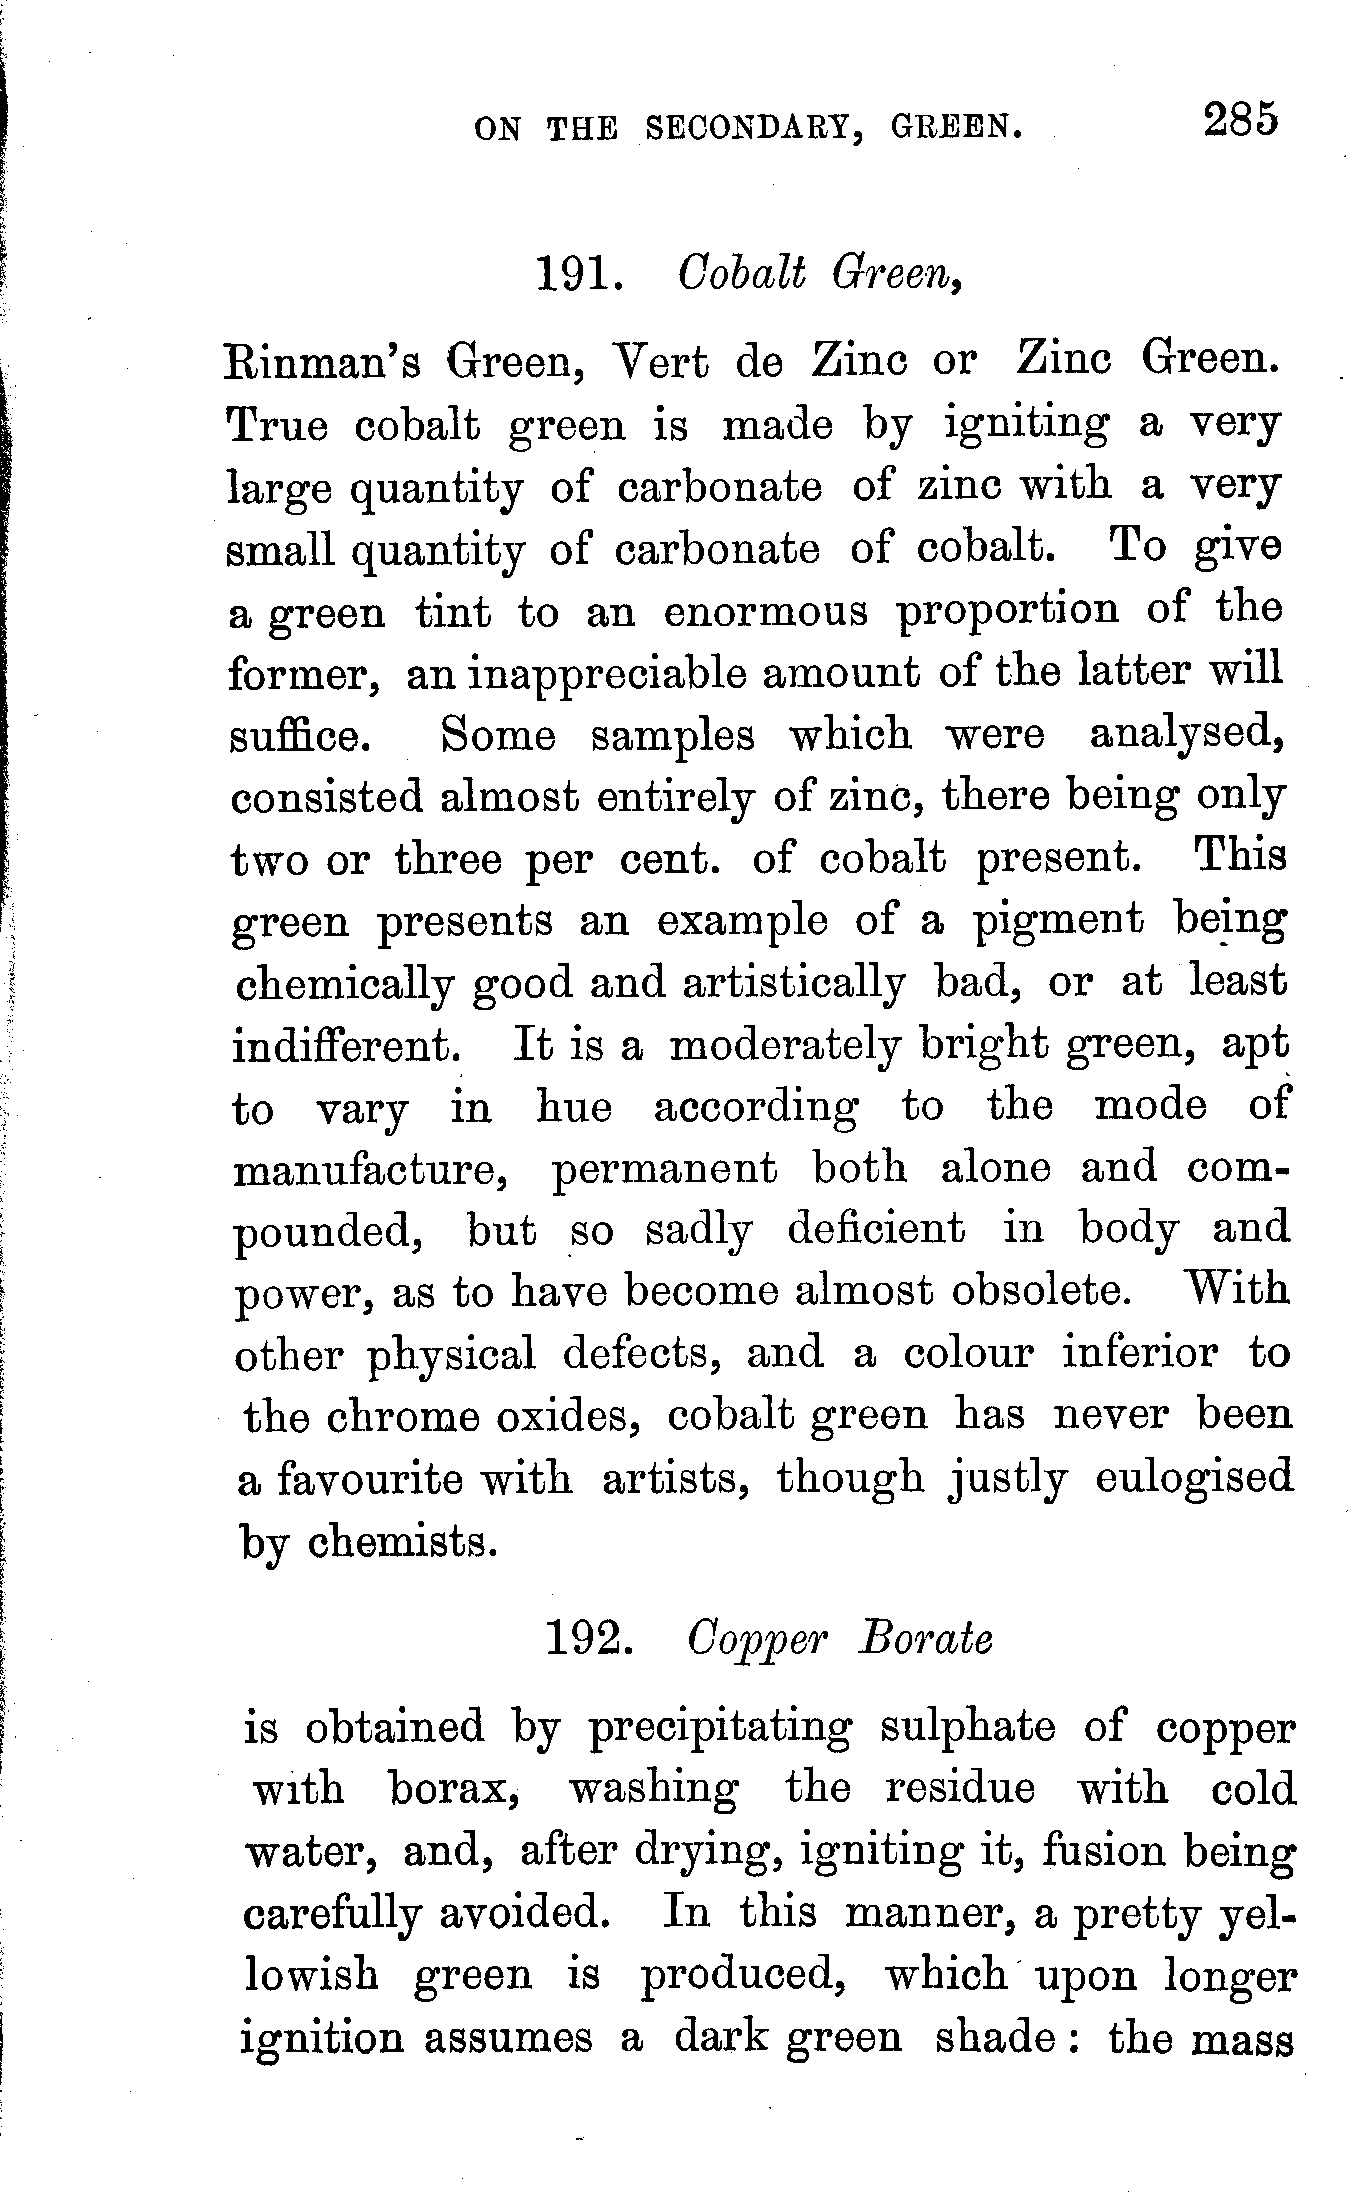 ON THE SECONDARY, GREEN. 285
191. Cobalt Green,
Rinman's Green, Vert de Zinc or Zinc Green.
True cobalt green is made by igniting a very
large quantity of carbonate of zinc with a very
small quantity of carbonate of cobalt. To give
a green tint to an enormous proportion of the
former, an inappreciable amount of the latter will
suffice. Some samples which were analysed,
consisted almost entirely of zinc, there being only
two or three per cent. of cobalt present. This
green presents an example of a pigment being
chemically good and artistically bad, or at least
indifferent. It is a moderately bright green, apt
to vary in hue according to the mode of
manufacture, permanent both alone and com-
pounded, but so sadly deficient in body and
power, as to have become almost obsolete. With
other physical defects, and a colour inferior to
the chrome oxides, cobalt green has never been
a favourite with artists, though justly eulogised
by chemists.
192. Copper Borate
is obtained by precipitating sulphate of copper
with borax, washing the residue with cold
water, and, after drying, igniting it, fusion being
carefully avoided. In this manner, a pretty yel-
lowish green is produced, which upon longer
ignition assumes a dark green shade : the mass